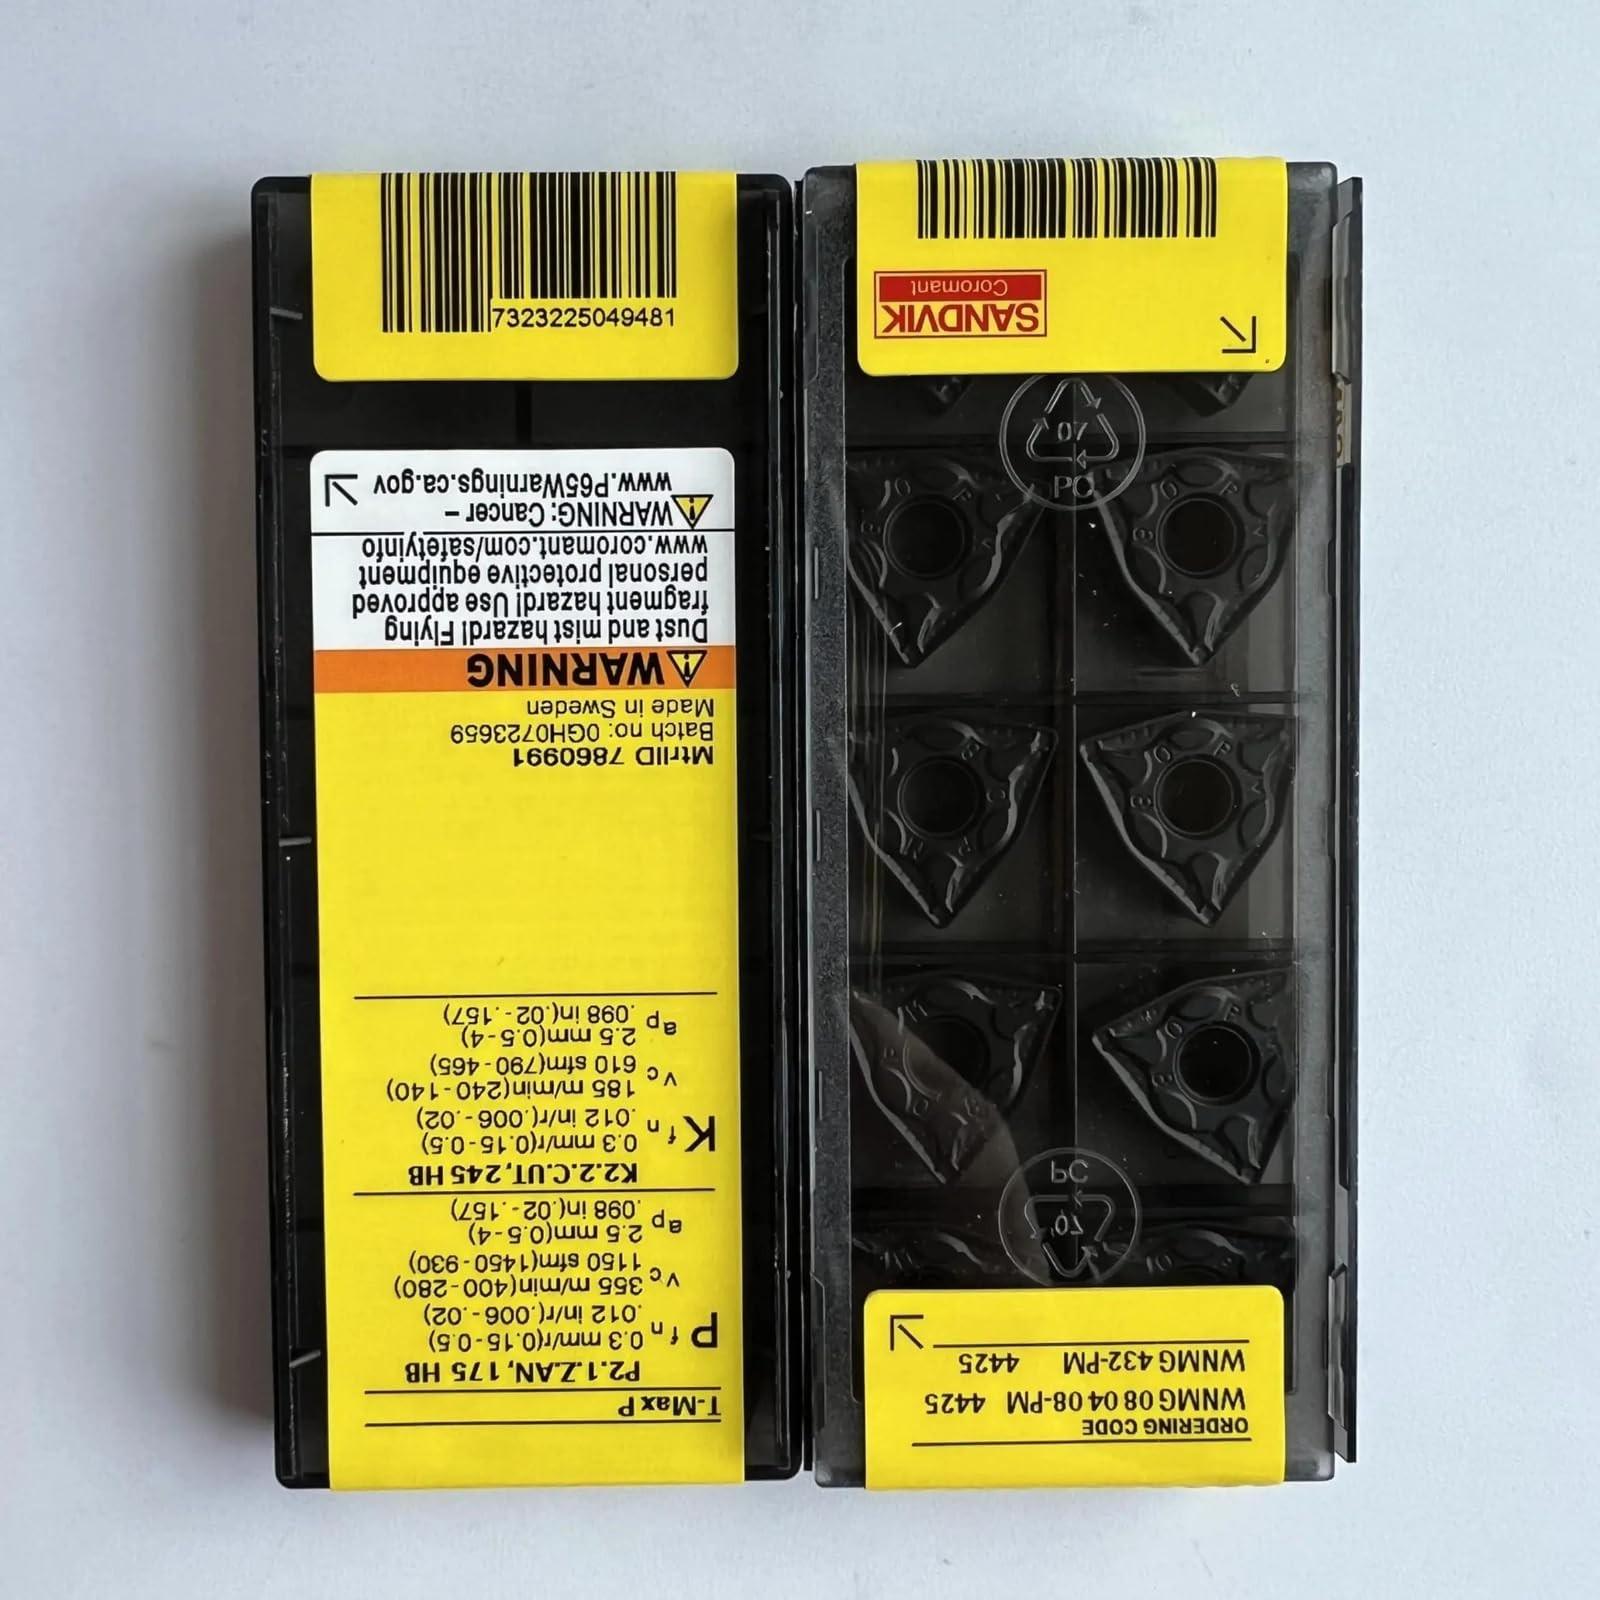 7323225049481
T-Max P
P2.1.Z.AN, 175 HB
P fn 0.3 mm/r(0.15-0.5)
.012 in/r(.006-.02)
vc 355 m/min(400-280)
1150 sfm(1450-930)
ap 2.5 mm(0.5-4)
.098 in(.02-.157)
K2.2.C.UT, 245 HB
K fn 0.3 mm/r(0.15-0.5)
.012 in/r(.006-.02)
vc 185 m/min(240-140)
610 sfm(790-465)
ap 2.5 mm(0.5-4)
.098 in(.02-.157)
MtrlID 7860991
Batch no: 0GH0723659
Made in Sweden
WARNING
Dust and mist hazard! Flying
fragment hazard! Use approved
personal protective equipment
www.coromant.com/safetyinfo
WARNING: Cancer -
www.P65Warnings.ca.gov
ORDERING CODE
WNMG 08 04 08-PM 4425
WNMG 432-PM 4425
07
PC
07
PC
SANDVIK
Coromant